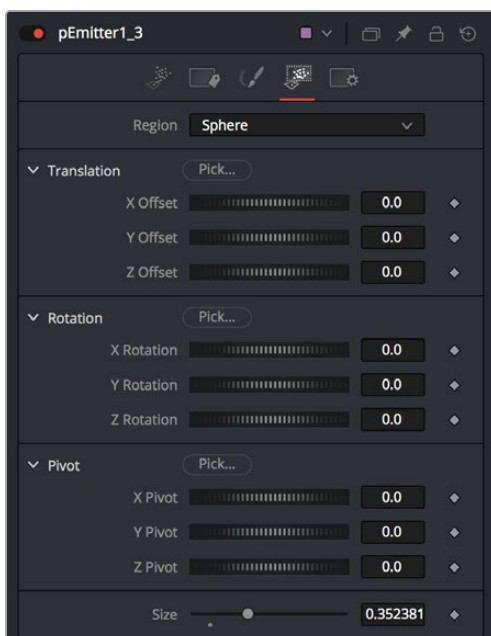 pEmitter1_3
Region Sphere
Translation Pick...
X Offset 0.0
Y Offset 0.0
Z Offset 0.0
Rotation Pick...
X Rotation 0.0
Y Rotation 0.0
Z Rotation 0.0
Pivot Pick...
X Pivot 0.0
Y Pivot 0.0
Z Pivot 0.0
Size 0.352381